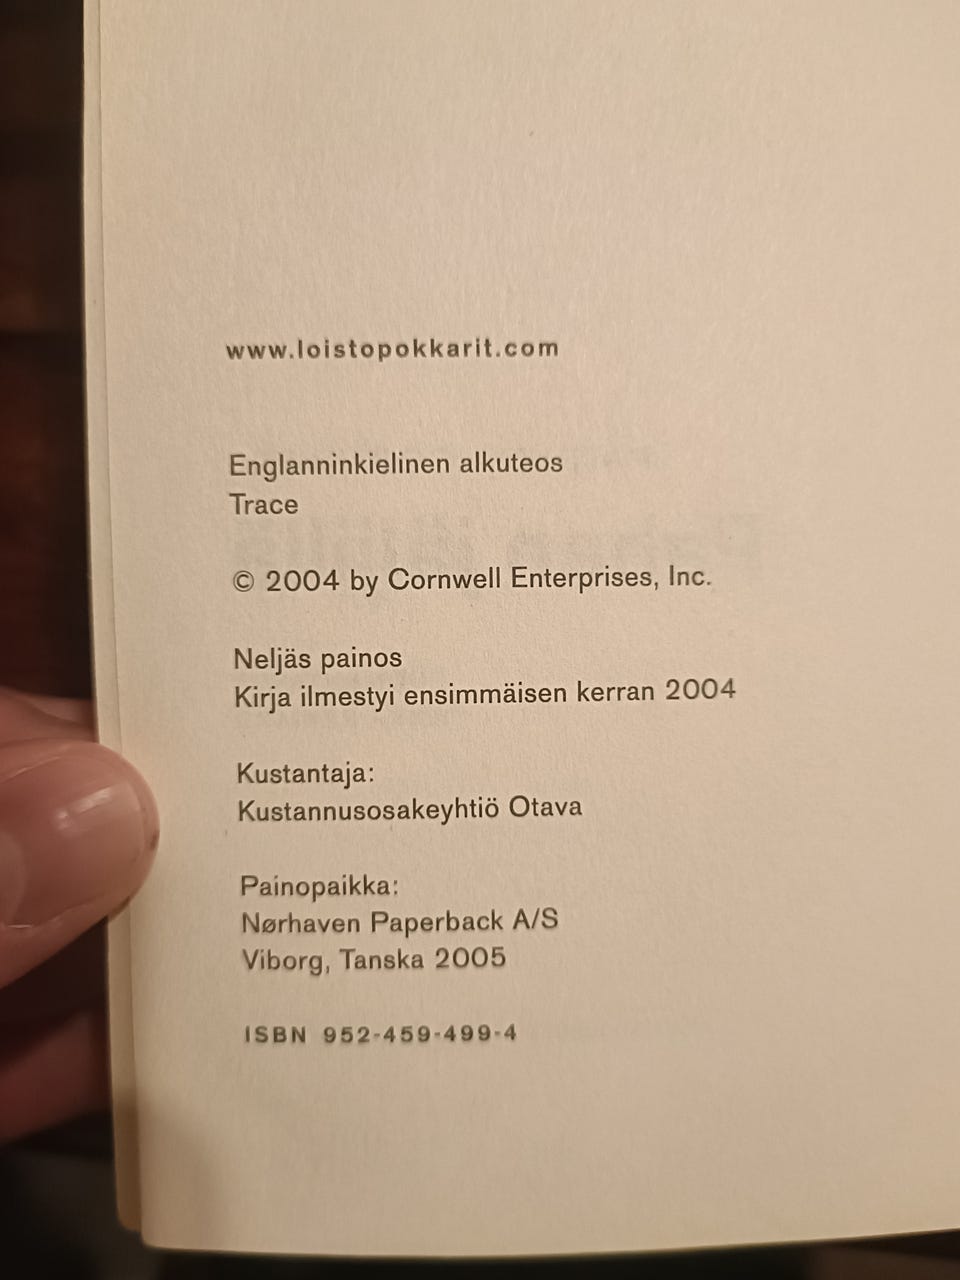 www.loistopokkarit.com
Englanninkielinen alkuteos
Trace
© 2004 by Cornwell Enterprises, Inc.
Neljäs painos
Kirja ilmestyi ensimmäisen kerran 2004
Kustantaja:
Kustannusosakeyhtiö Otava
Painopaikka:
Nørhaven Paperback A/S
Viborg, Tanska 2005
ISBN 952-459-499-4